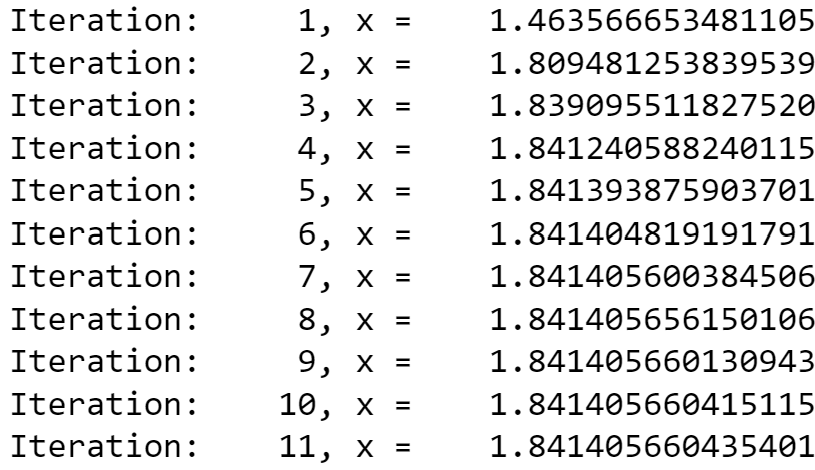 Iteration: 1, x = 1.463566653481105
Iteration: 2, x = 1.809481253839539
Iteration: 3, x = 1.839095511827520
Iteration: 4, x = 1.841240588240115
Iteration: 5, x = 1.841393875903701
Iteration: 6, x = 1.841404819191791
Iteration: 7, x = 1.841405600384506
Iteration: 8, x = 1.841405656150106
Iteration: 9, x = 1.841405660130943
Iteration: 10, x = 1.841405660415115
Iteration: 11, x = 1.841405660435401